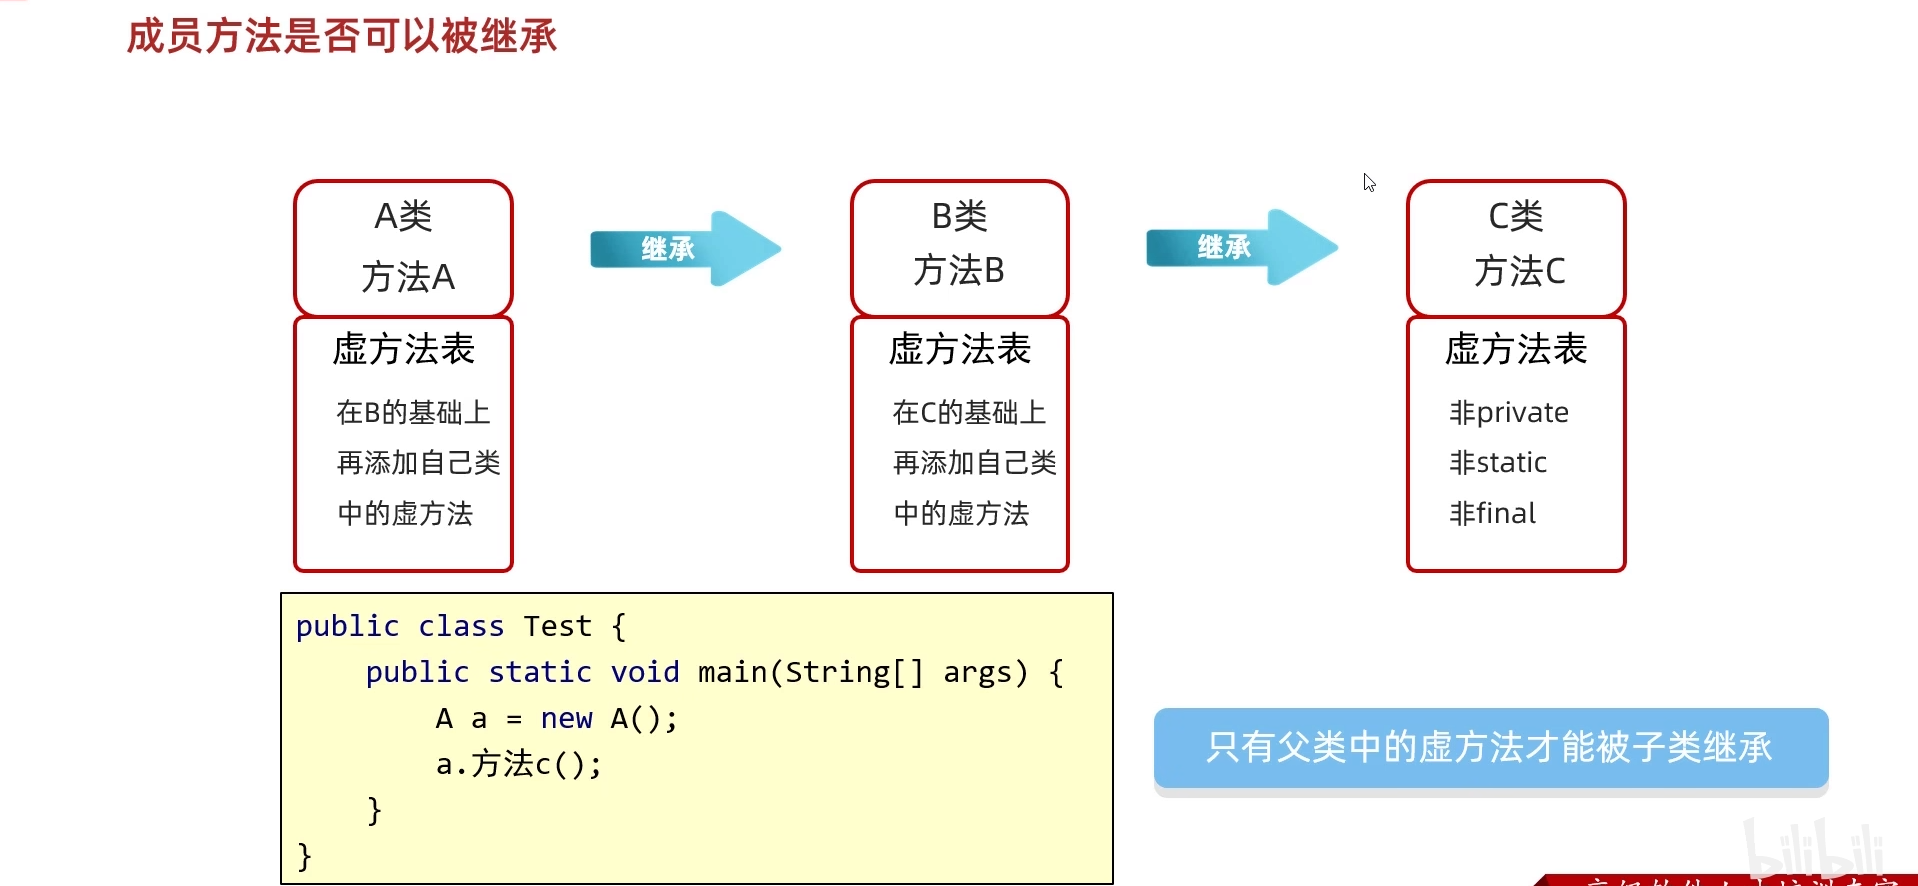 成员方法是否可以被继承
A类
方法A
继承
B类
方法B
继承
C类
方法C
虚方法表
在B的基础上
再添加自己类
中的虚方法
虚方法表
在C的基础上
再添加自己类
中的虚方法
虚方法表
非private
非static
非final
public class Test {
public static void main(String[] args) {
A a = new A();
a.方法c();
}
}
只有父类中的虚方法才能被子类继承
bilibili